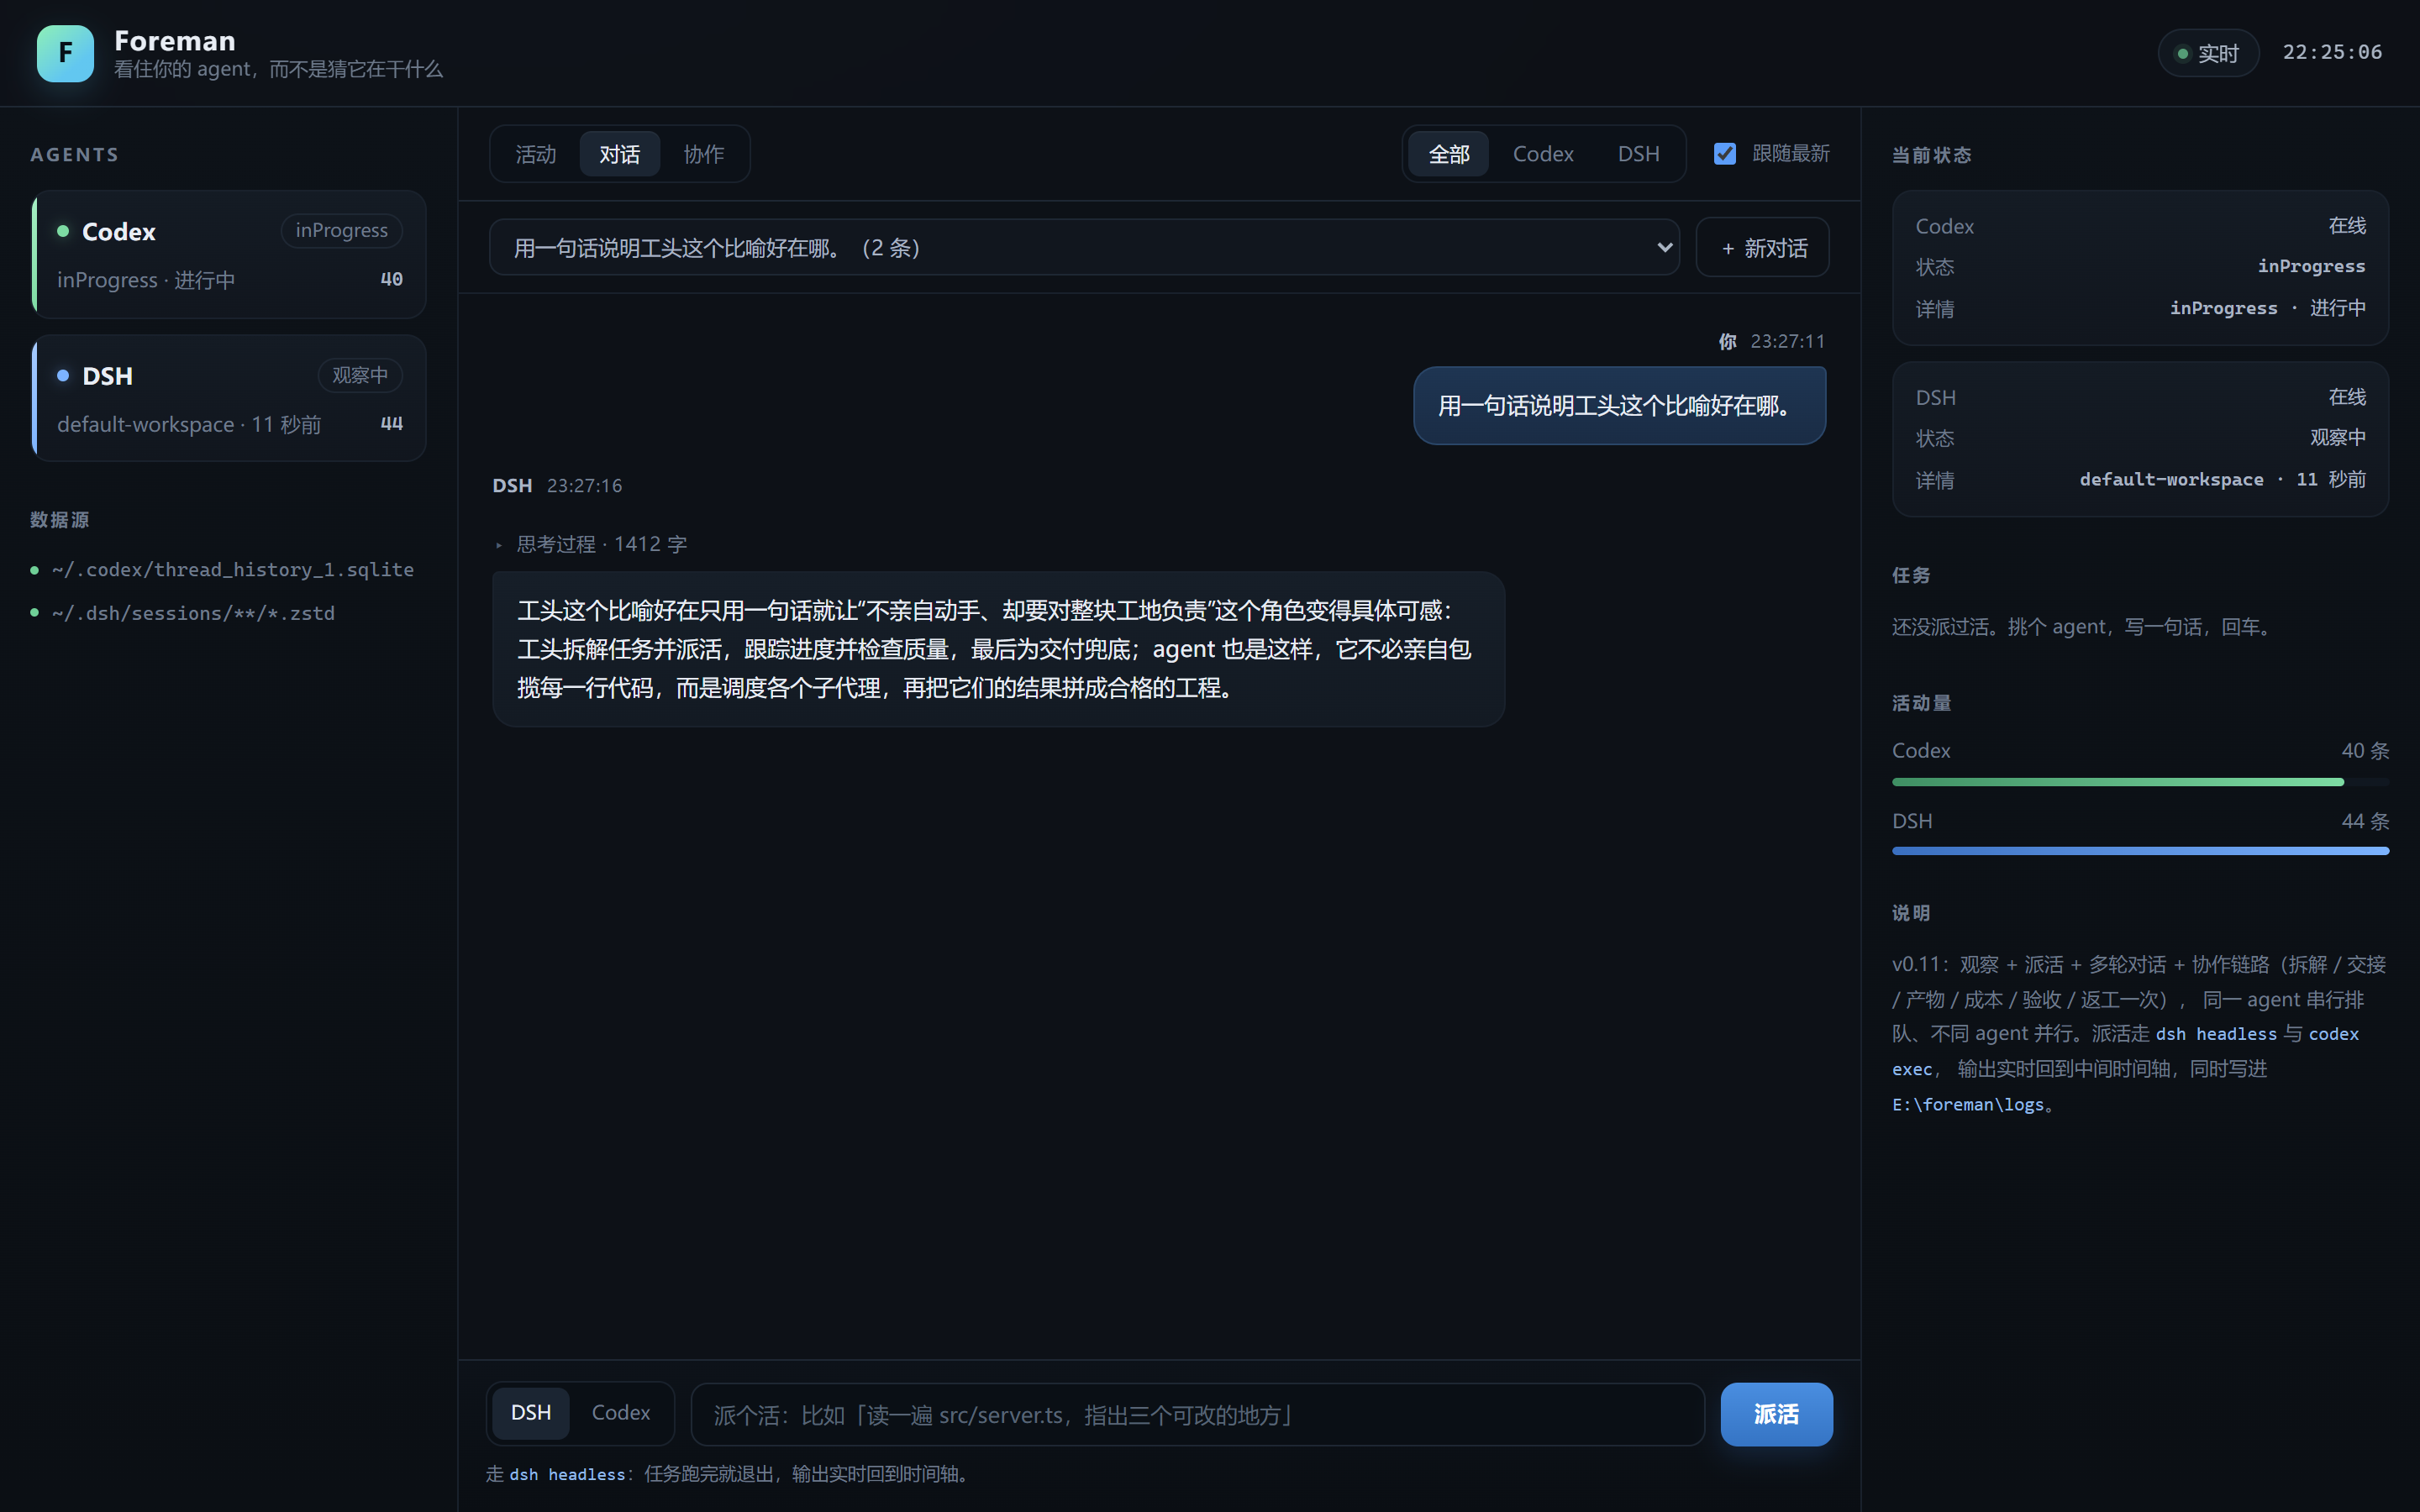 F
Foreman
看住你的 agent，而不是猜它在干什么
实时
22:25:06
AGENTS
Codex
inProgress
inProgress · 进行中
40
DSH
观察中
default-workspace · 11 秒前
44
数据源
~/.codex/thread_history_1.sqlite
~/.dsh/sessions/**/*.zstd
活动
对话
协作
全部
Codex
DSH
跟随最新
用一句话说明工头这个比喻好在哪。（2 条）
+ 新对话
你 23:27:11
用一句话说明工头这个比喻好在哪。
DSH 23:27:16
思考过程 · 1412 字
工头这个比喻好在只用一句话就让“不亲自动手、却要对整块工地负责”这个角色变得具体可感：
工头拆解任务并派活，跟踪进度并检查质量，最后为交付兜底；agent 也是这样，它不必亲自包
揽每一行代码，而是调度各个子代理，再把它们的结果拼成合格的工程。
DSH
Codex
派个活：比如「读一遍 src/server.ts，指出三个可改的地方」
派活
走 dsh headless：任务跑完就退出，输出实时回到时间轴。
当前状态
Codex
在线
状态
inProgress
详情
inProgress · 进行中
DSH
在线
状态
观察中
详情
default-workspace · 11 秒前
任务
还没派过活。挑个 agent，写一句话，回车。
活动量
Codex
40 条
DSH
44 条
说明
v0.11：观察 + 派活 + 多轮对话 + 协作链路（拆解 / 交接
/ 产物 / 成本 / 验收 / 返工一次）， 同一 agent 串行排
队、不同 agent 并行。派活走 dsh headless 与 codex
exec， 输出实时回到中间时间轴，同时写进
E:\foreman\logs。